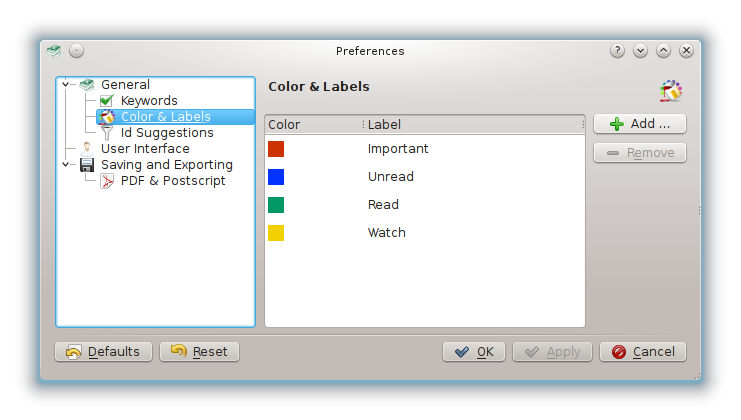 Preferences
General
Keywords
Color & Labels
Id Suggestions
User Interface
Saving and Exporting
PDF & Postscript
Color & Labels
Color Label
Important
Unread
Read
Watch
Add ...
Remove
Defaults Reset OK Apply Cancel